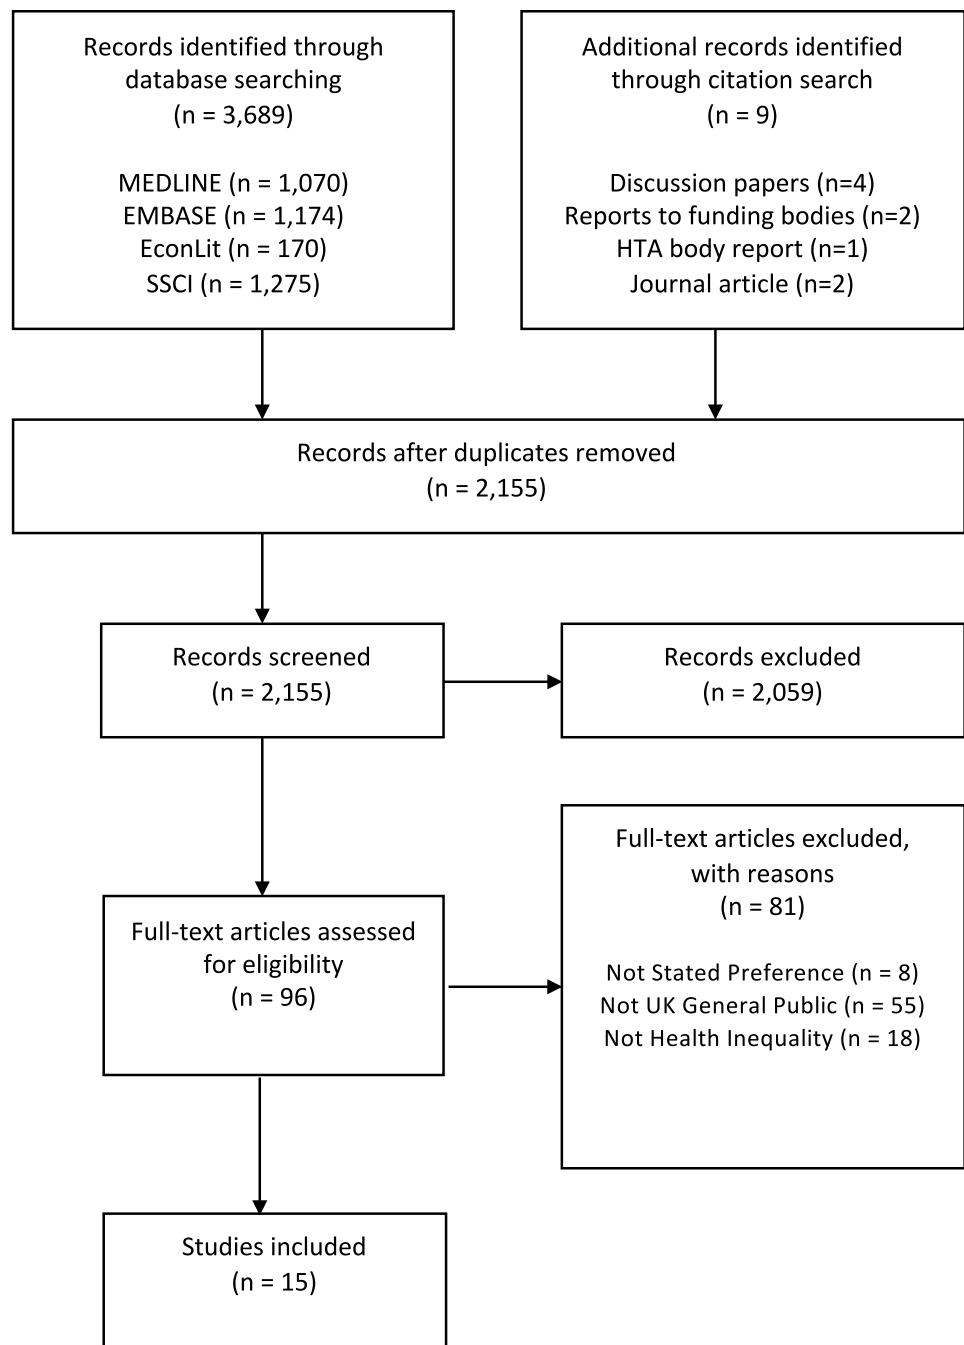 Records identified through
database searching
(n = 3,689)
MEDLINE (n = 1,070)
EMBASE (n = 1,174)
EconLit (n = 170)
SSCI (n = 1,275)
Additional records identified
through citation search
(n = 9)
Discussion papers (n=4)
Reports to funding bodies (n=2)
HTA body report (n=1)
Journal article (n=2)
Records after duplicates removed
(n = 2,155)
Records screened
(n = 2,155)
Records excluded
(n = 2,059)
Full-text articles assessed
for eligibility
(n = 96)
Full-text articles excluded,
with reasons
(n = 81)
Not Stated Preference (n = 8)
Not UK General Public (n = 55)
Not Health Inequality (n = 18)
Studies included
(n = 15)